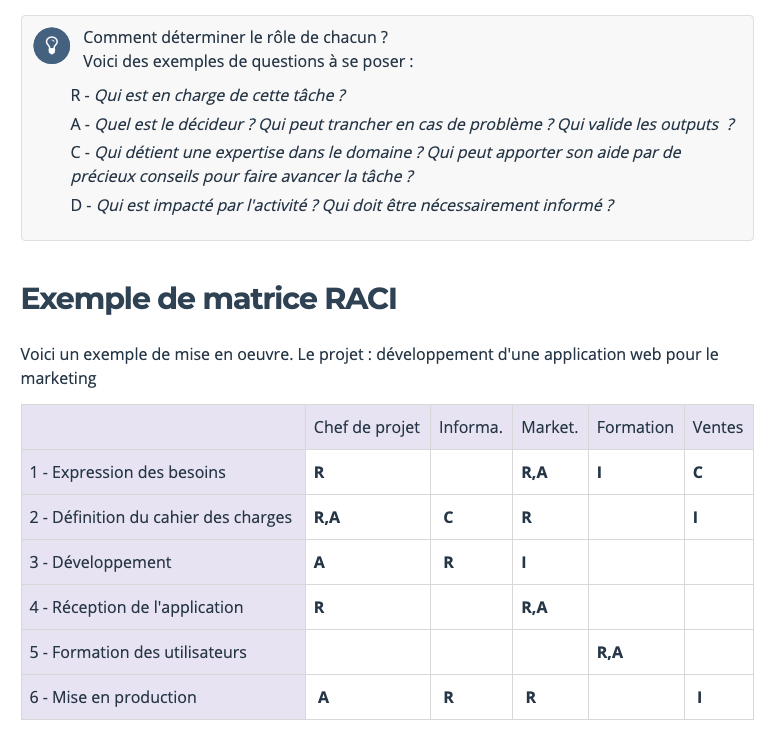 Comment déterminer le rôle de chacun ?
Voici des exemples de questions à se poser :
R - Qui est en charge de cette tâche ?
A - Quel est le décideur ? Qui peut trancher en cas de problème ? Qui valide les outputs ?
C - Qui détient une expertise dans le domaine ? Qui peut apporter son aide par de
précieux conseils pour faire avancer la tâche ?
D - Qui est impacté par l'activité ? Qui doit être nécessairement informé ?
Exemple de matrice RACI
Voici un exemple de mise en oeuvre. Le projet : développement d'une application web pour le
marketing
Chef de projet Informa. Market. Formation Ventes
1 - Expression des besoins R R,A I C
2 - Définition du cahier des charges R,A C R I
3 - Développement A R I
4 - Réception de l'application R R,A
5 - Formation des utilisateurs R,A
6 - Mise en production A R R I